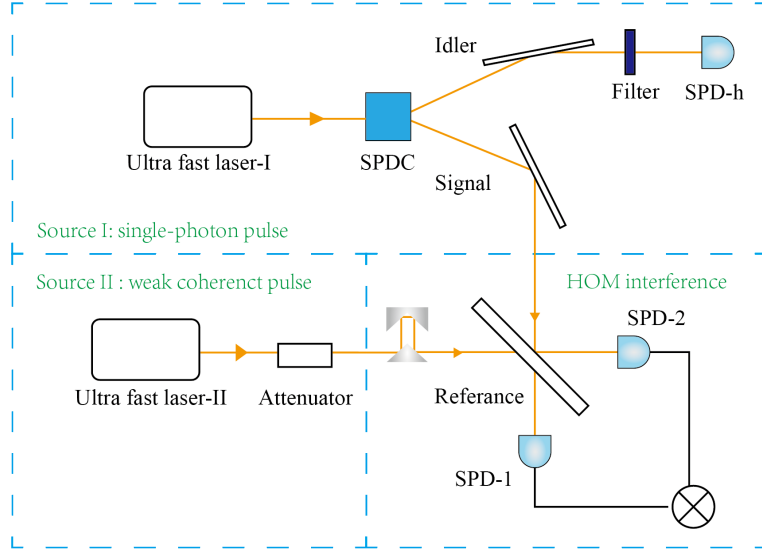 Idler
Filter
SPD-h
Ultra fast laser-I
SPDC
Signal
Source I: single-photon pulse
Source II : weak coherenct pulse
HOM interference
SPD-2
Ultra fast laser-II
Attenuator
Referance
SPD-1